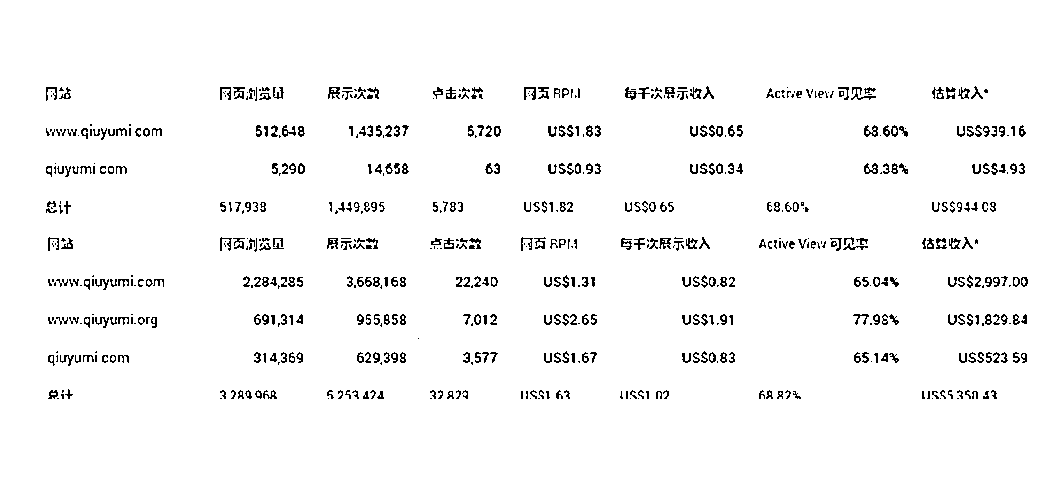 网站 网页浏览量 展示次数 点击次数 网页 RPM 每千次展示收入 Active View 可见率 估算收入*
www.qiuyumi.com 512,648 1,435,237 5,720 US$1.83 US$0.65 68.60% US$939.16
qiuyumi.com 5,290 14,658 63 US$0.93 US$0.34 68.38% US$4.93
总计 517,938 1,449,895 5,783 US$1.82 US$0.65 68.60% US$944.08
网站 网页浏览量 展示次数 点击次数 网页 RPM 每千次展示收入 Active View 可见率 估算收入*
www.qiuyumi.com 2,284,285 3,668,168 22,240 US$1.31 US$0.82 65.04% US$2,997.00
www.qiuyumi.org 691,314 955,858 7,012 US$2.65 US$1.91 77.98% US$1,829.84
qiuyumi.com 314,369 629,398 3,577 US$1.67 US$0.83 65.14% US$523.59
总计 3,289,968 5,253,424 32,829 US$1.63 US$1.02 68.82% US$5,350.43